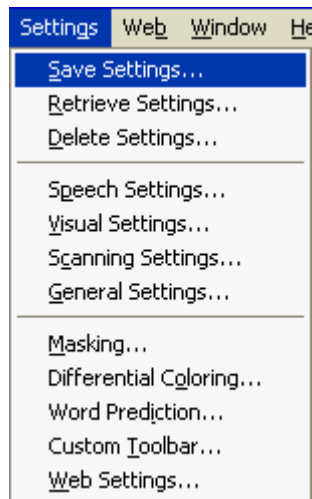 Settings Web Window He
Save Settings...
Retrieve Settings...
Delete Settings...
Speech Settings...
Visual Settings...
Scanning Settings...
General Settings...
Masking...
Differential Coloring...
Word Prediction...
Custom Toolbar...
Web Settings...